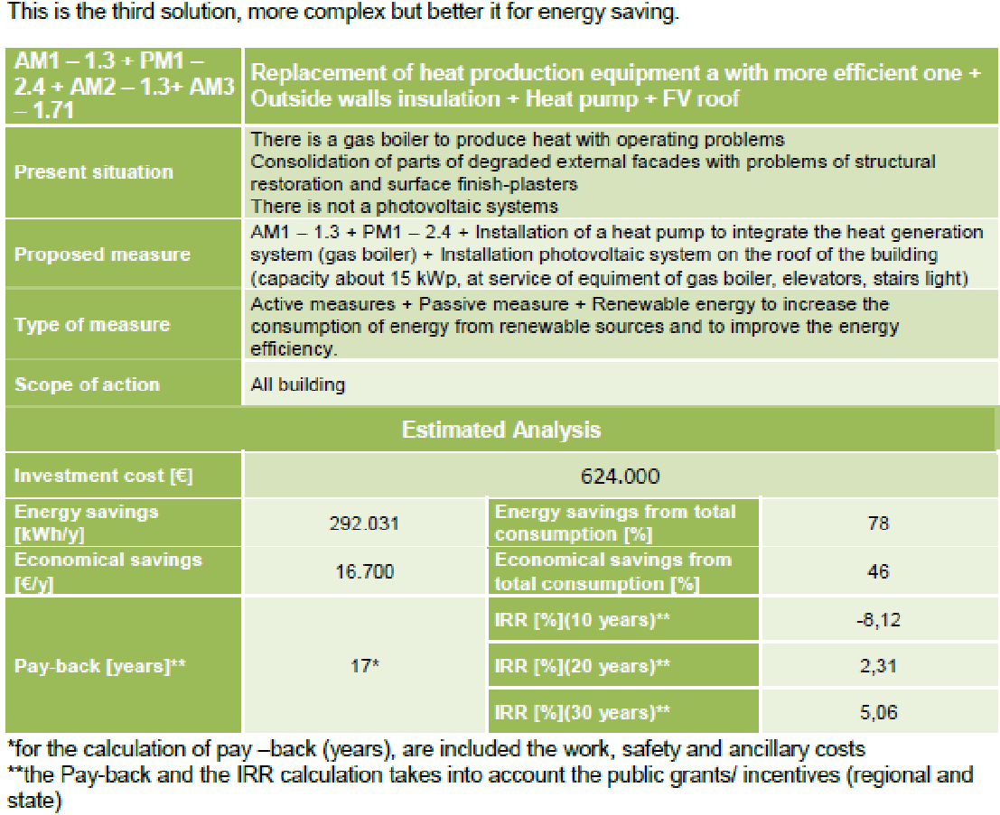 This is the third solution, more complex but better it for energy saving.
AM1 – 1.3 + PM1 –
2.4 + AM2 – 1.3+ AM3
– 1.71
Replacement of heat production equipment a with more efficient one +
Outside walls insulation + Heat pump + FV roof
Present situation
There is a gas boiler to produce heat with operating problems
Consolidation of parts of degraded external facades with problems of structural
restoration and surface finish-plasters
There is not a photovoltaic systems
Proposed measure
AM1 – 1.3 + PM1 – 2.4 + Installation of a heat pump to integrate the heat generation
system (gas boiler) + Installation photovoltaic system on the roof of the building
(capacity about 15 kWp, at service of equiment of gas boiler, elevators, stairs light)
Type of measure
Active measures + Passive measure + Renewable energy to increase the
consumption of energy from renewable sources and to improve the energy
efficiency.
Scope of action
All building
Estimated Analysis
Investment cost [€]
624.000
Energy savings
[kWh/y]
292.031
Energy savings from total
consumption [%]
78
Economical savings
[€/y]
16.700
Economical savings from
total consumption [%]
46
Pay-back [years]**
17*
IRR [%](10 years)**
-8,12
IRR [%](20 years)**
2,31
IRR [%](30 years)**
5,06
*for the calculation of pay –back (years), are included the work, safety and ancillary costs
**the Pay-back and the IRR calculation takes into account the public grants/ incentives (regional and
state)